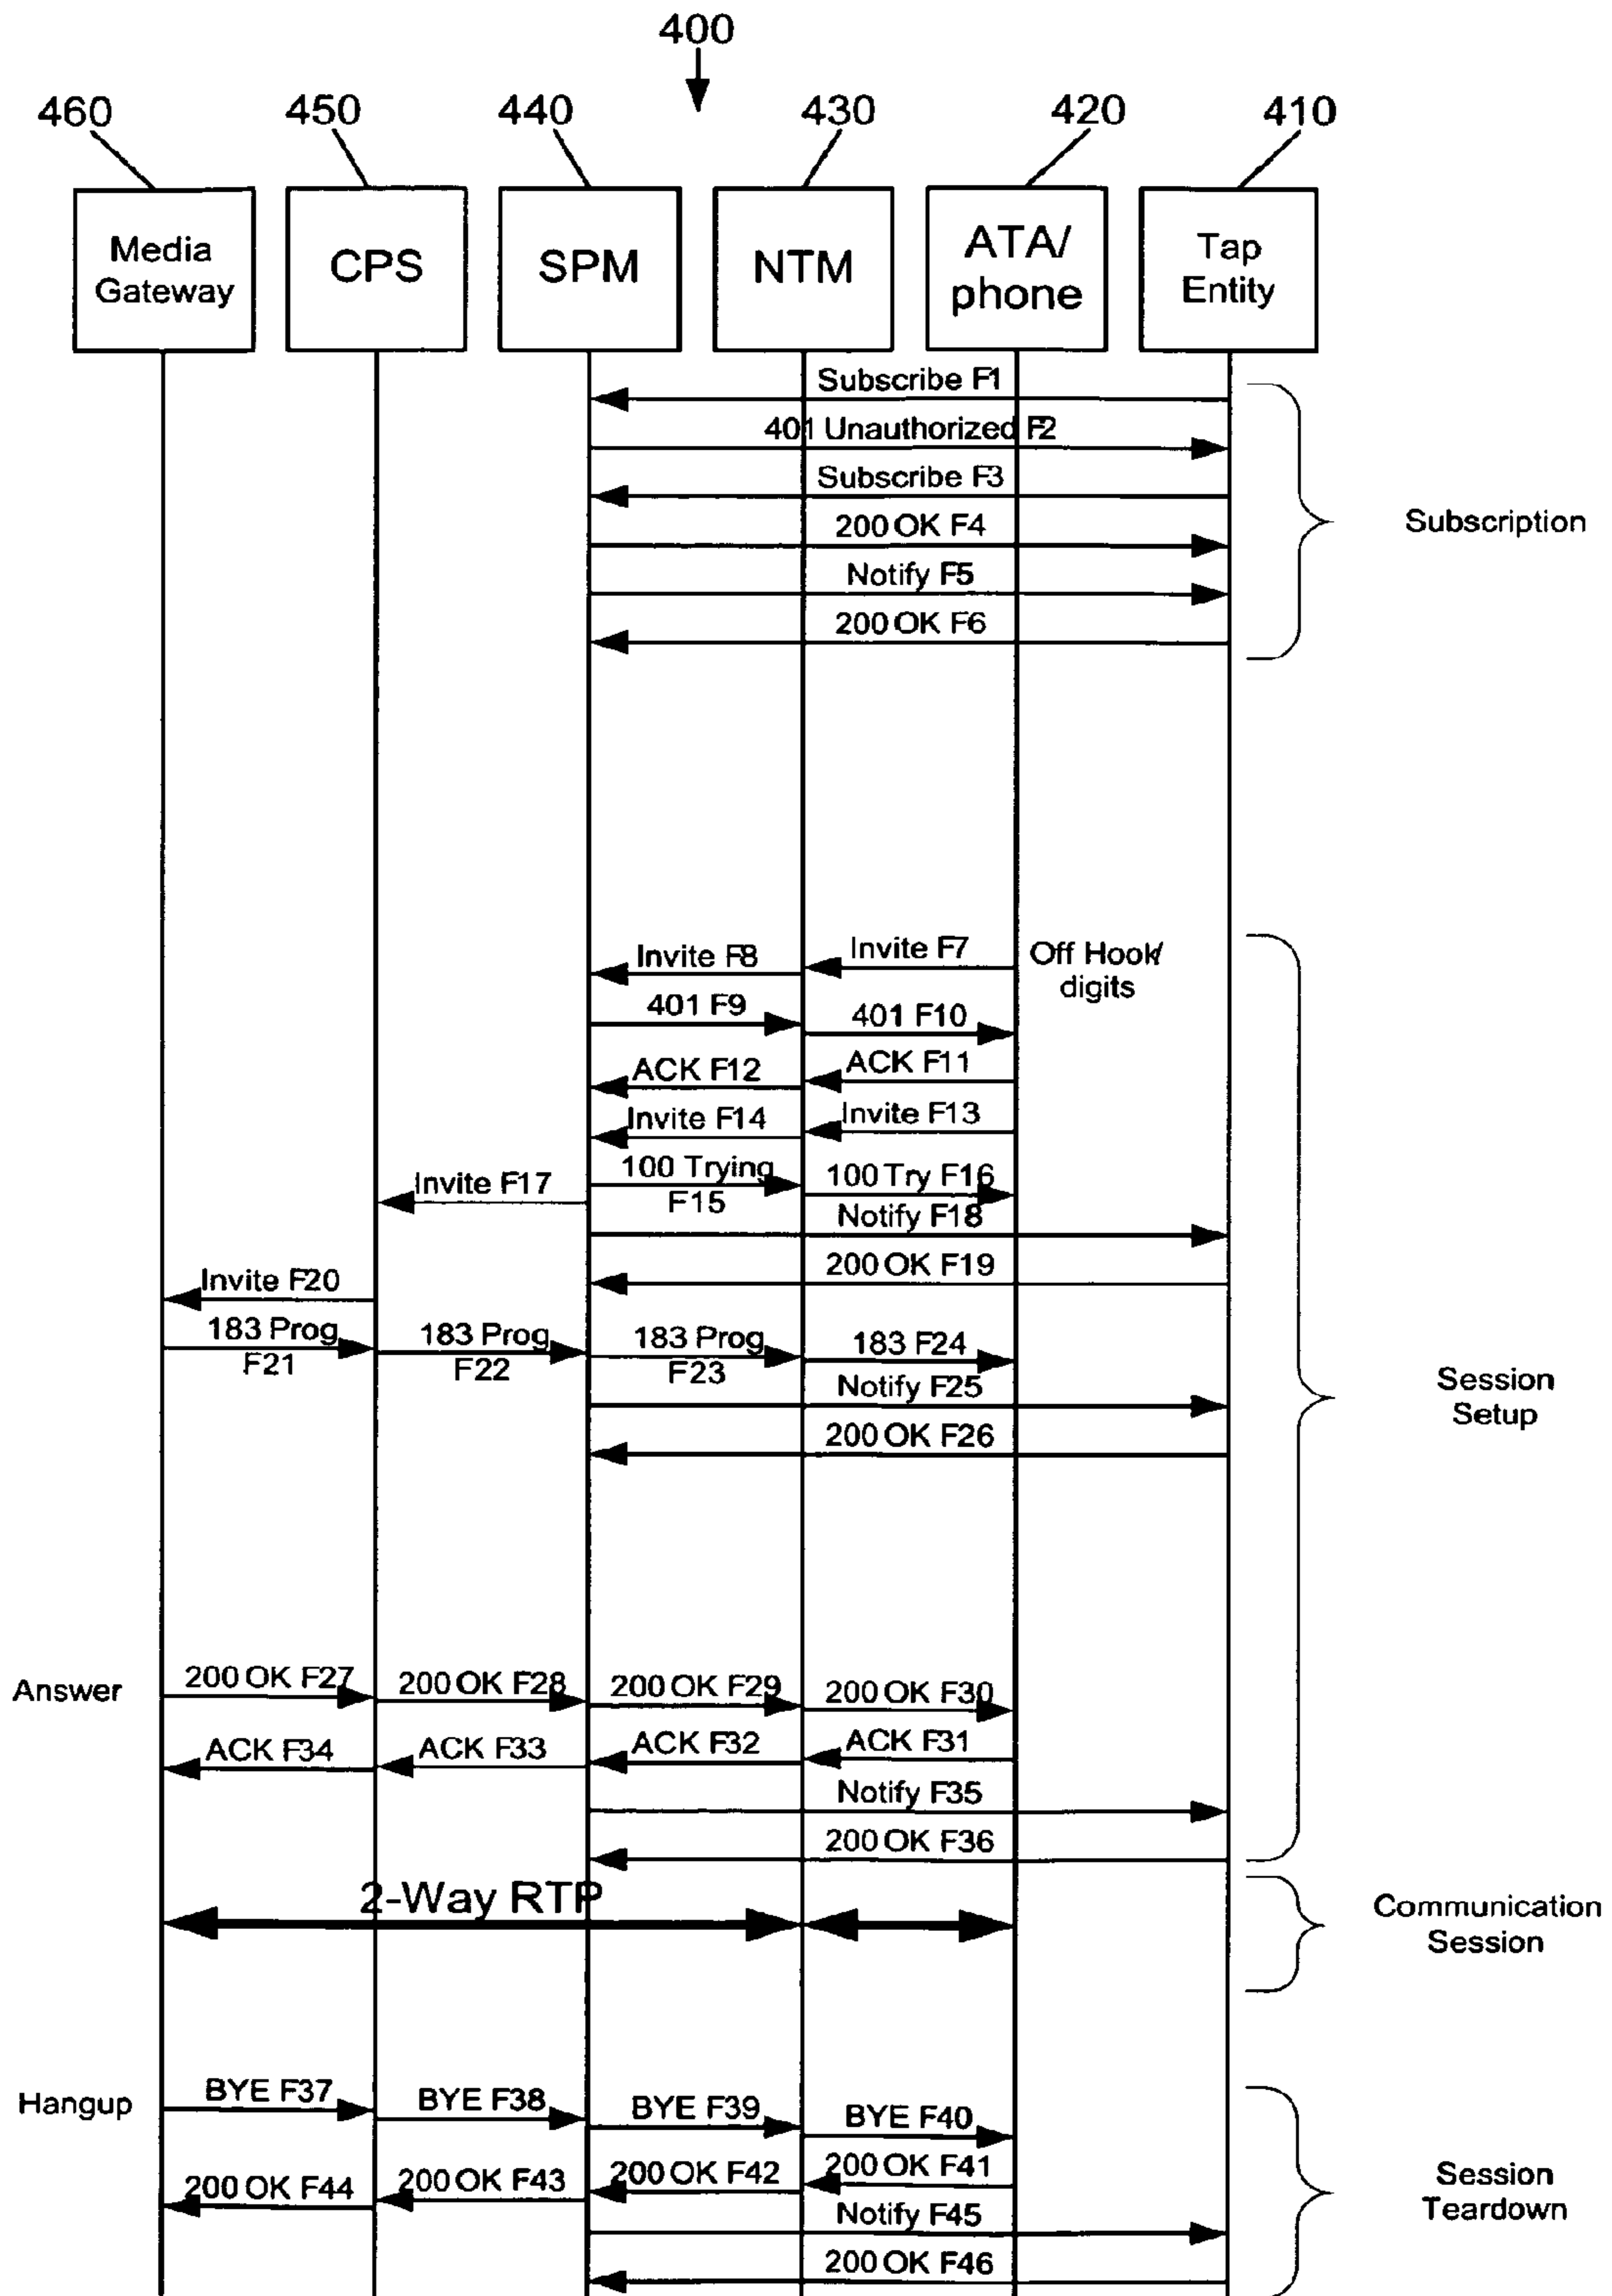 400
460
450
440
430
420
410
Media
Gateway
CPS
SPM
NTM
ATA/
phone
Tap
Entity
Subscribe F1
401 Unauthorized F2
Subscribe F3
200 OK F4
Subscription
Notify F5
200 OK F6
Invite F8
Invite F7
Off Hook/
digits
401 F9
401 F10
ACK F12
ACK F11
Invite F14
Invite F13
Invite F17
100 Trying
F15
100 Try F16
Notify F18
200 OK F19
Invite F20
183 Prog
F21
183 Prog
F22
183 Prog
F23
183 F24
Notify F25
Session
Setup
200 OK F26
Answer
200 OK F27
200 OK F28
200 OK F29
200 OK F30
ACK F34
ACK F33
ACK F32
ACK F31
Notify F35
200 OK F36
2-Way RTP
Communication
Session
Hangup
BYE F37
BYE F38
BYE F39
BYE F40
200 OK F44
200 OK F43
200 OK F42
200 OK F41
Session
Teardown
Notify F45
200 OK F46